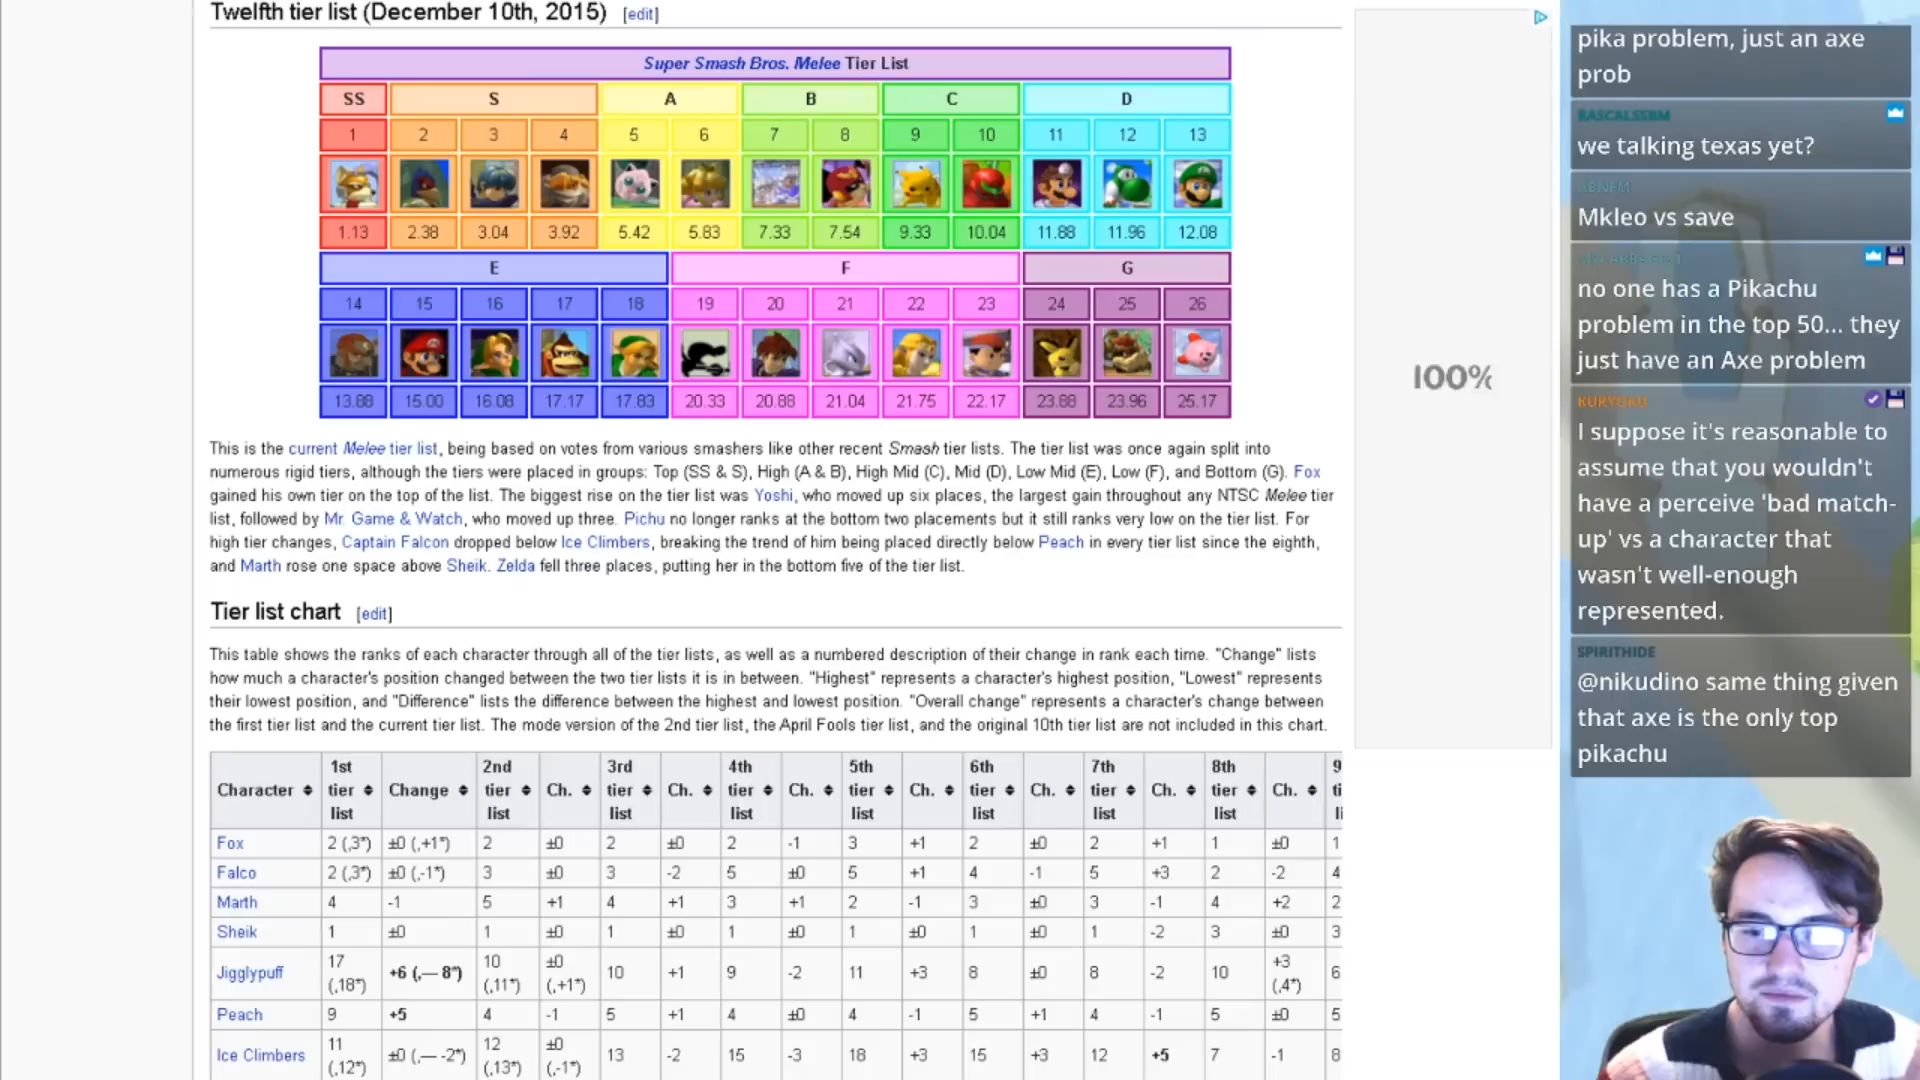 Twelfth tier list (December 10th, 2015) [edit]
Super Smash Bros. Melee Tier List
SS S A B C D
1 2 3 4 5 6 7 8 9 10 11 12 13
1.13 2.38 3.04 3.92 5.42 5.83 7.33 7.54 9.33 10.04 11.88 11.96 12.08
E F G
14 15 16 17 18 19 20 21 22 23 24 25 26
13.88 15.00 16.08 17.17 17.83 20.33 20.88 21.04 21.75 22.17 23.88 23.96 25.17
This is the current Melee tier list, being based on votes from various smashers like other recent Smash tier lists. The tier list was once again split into
numerous rigid tiers, although the tiers were placed in groups: Top (SS & S), High (A & B), High Mid (C), Mid (D), Low Mid (E), Low (F), and Bottom (G). Fox
gained his own tier on the top of the list. The biggest rise on the tier list was Yoshi, who moved up six places, the largest gain throughout any NTSC Melee tier
list, followed by Mr. Game & Watch, who moved up three. Pichu no longer ranks at the bottom two placements but it still ranks very low on the tier list. For
high tier changes, Captain Falcon dropped below Ice Climbers, breaking the trend of him being placed directly below Peach in every tier list since the eighth,
and Marth rose one space above Sheik. Zelda fell three places, putting her in the bottom five of the tier list.
Tier list chart [edit]
This table shows the ranks of each character through all of the tier lists, as well as a numbered description of their change in rank each time. "Change" lists
how much a character's position changed between the two tier lists it is in between. "Highest" represents a character's highest position, "Lowest" represents
their lowest position, and "Difference" lists the difference between the highest and lowest position. "Overall change" represents a character's change between
the first tier list and the current tier list. The mode version of the 2nd tier list, the April Fools tier list, and the original 10th tier list are not included in this chart.
Character 1st tier list Change 2nd tier list Ch. 3rd tier list Ch. 4th tier list Ch. 5th tier list Ch. 6th tier list Ch. 7th tier list Ch. 8th tier list Ch. 9
Fox 2 (,3*) ±0 (,+1*) 2 ±0 2 ±0 2 -1 3 +1 2 ±0 2 +1 1 ±0 1
Falco 2 (,3*) ±0 (,-1*) 3 ±0 3 -2 5 ±0 5 +1 4 -1 5 +3 2 -2 4
Marth 4 -1 5 +1 4 +1 3 +1 2 -1 3 ±0 3 -1 4 +2 2
Sheik 1 ±0 1 ±0 1 ±0 1 ±0 1 ±0 1 ±0 1 -2 3 ±0 3
Jigglypuff 17 (,18*) +6 (,— 8*) 10 (,11*) ±0 (,+1*) 10 +1 9 -2 11 +3 8 ±0 8 -2 10 +3 (,4*) 6
Peach 9 +5 4 -1 5 +1 4 ±0 4 -1 5 +1 4 -1 5 ±0 5
Ice Climbers 11 (,12*) ±0 (,— -2*) 12 (,13*) ±0 (,-1*) 13 -2 15 -3 18 +3 15 +3 12 +5 7 -1 8
100%
pika problem, just an axe
prob
RASCALSSBM
we talking texas yet?
Mkleo vs save
no one has a Pikachu
problem in the top 50... they
just have an Axe problem
KURYOKU
I suppose it's reasonable to
assume that you wouldn't
have a perceive 'bad match-
up' vs a character that
wasn't well-enough
represented.
SPIRITHIDE
@nikudino same thing given
that axe is the only top
pikachu